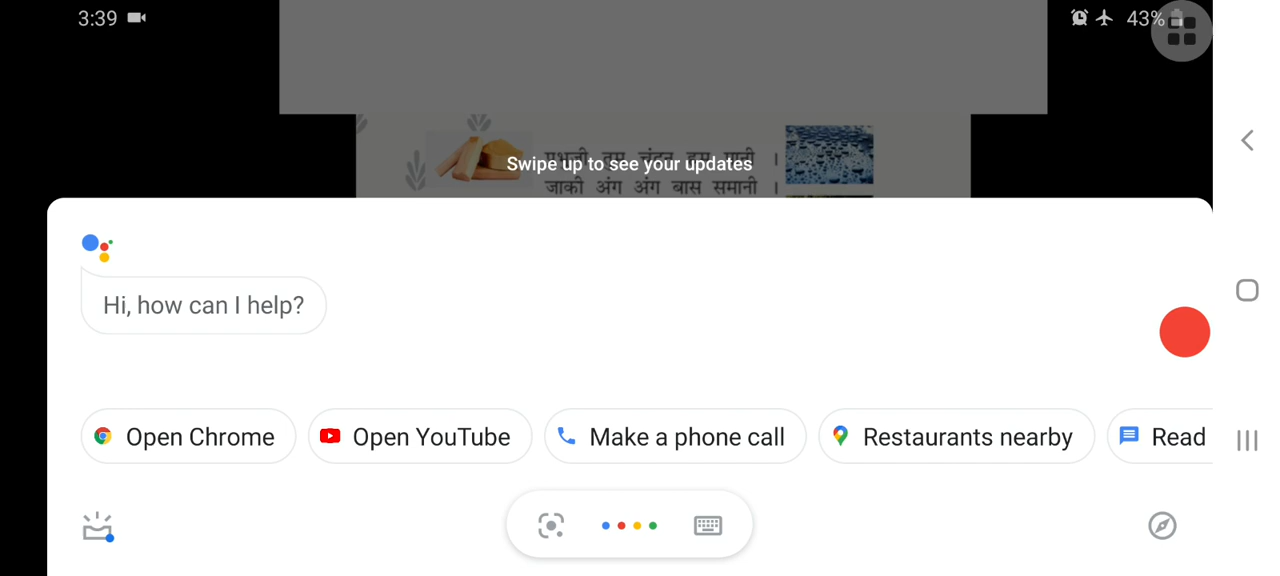 3:39
43%
Swipe up to see your updates
जाकी अंग अंग बास समानी ।
Hi, how can I help?
Open Chrome
Open YouTube
Make a phone call
Restaurants nearby
Read